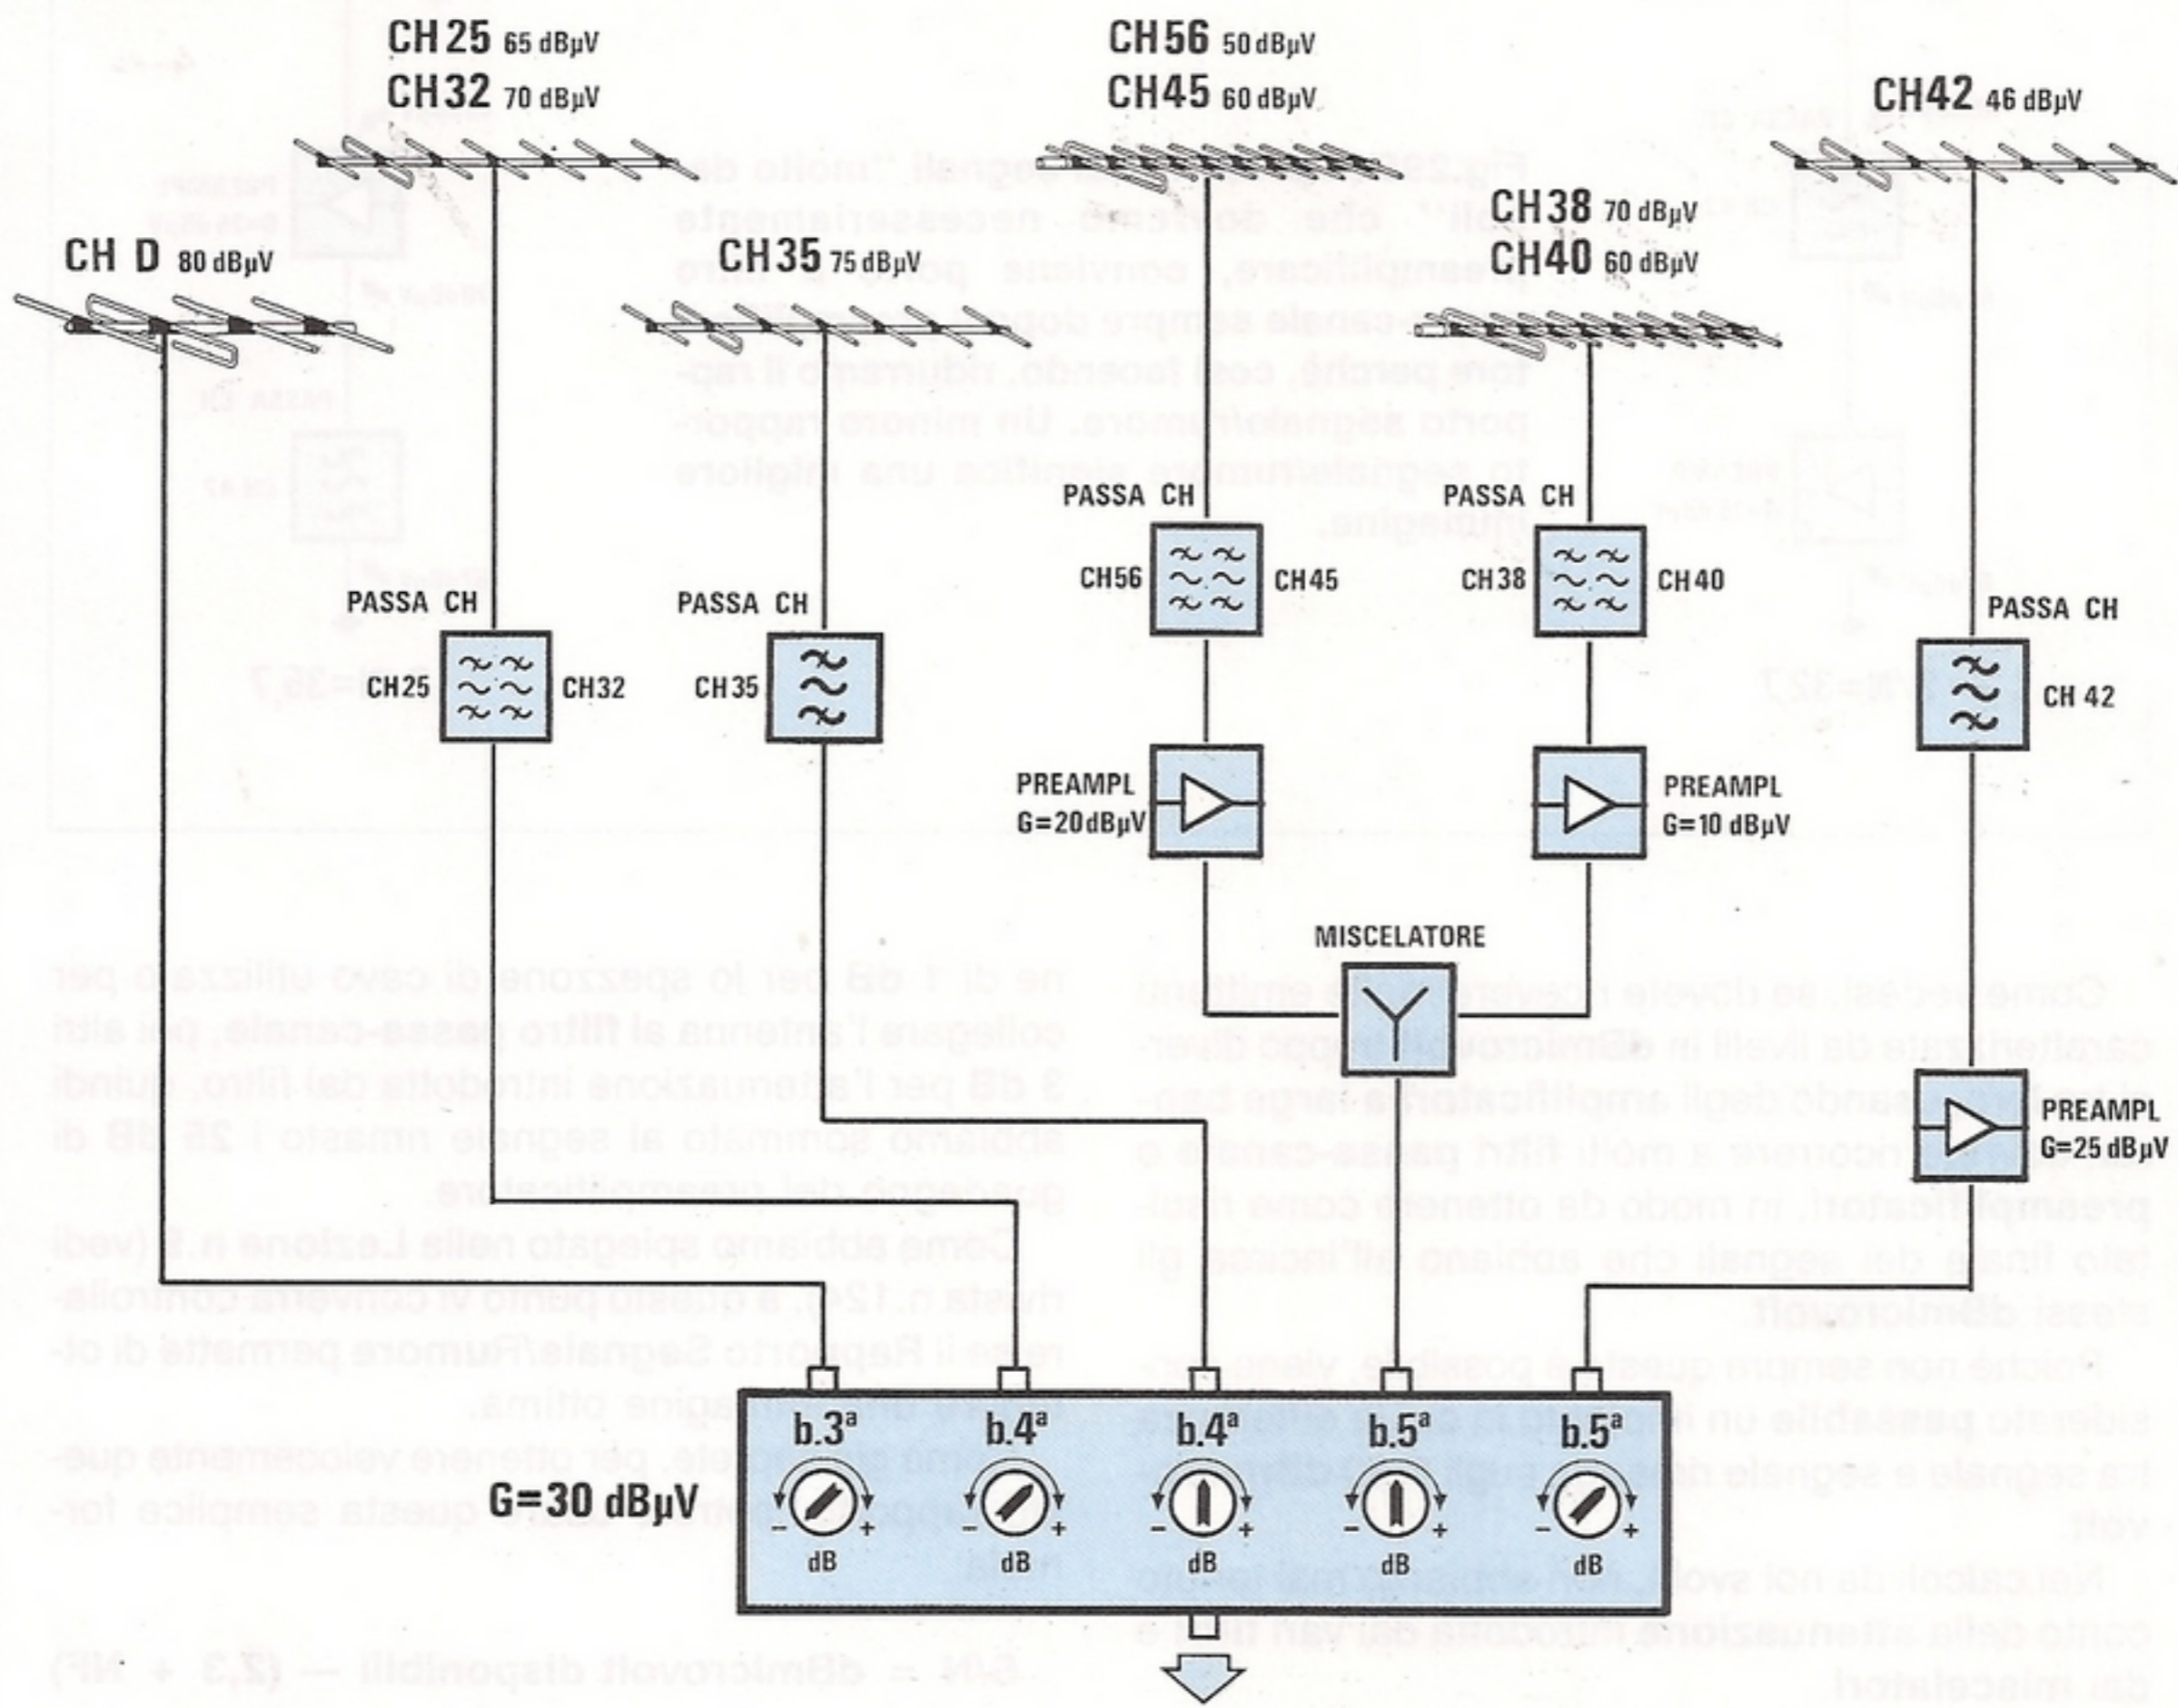 CH25 65 dBµV
CH32 70 dBµV
CH56 50 dBµV
CH45 60 dBµV
CH42 46 dBµV
CH38 70 dBµV
CH40 60 dBµV
CH D 80 dBµV
CH35 75 dBµV
PASSA CH
CH56
CH45
PASSA CH
CH38
CH40
PASSA CH
CH25
CH32
PASSA CH
CH35
PASSA CH
CH 42
PREAMPL
G=20dBµV
PREAMPL
G=10 dBµV
MISCELATORE
PREAMPL
G=25 dBµV
G=30 dBµV
b.3ª
b.4ª
b.4ª
b.5ª
b.5ª
- +
- +
- +
- +
- +
dB
dB
dB
dB
dB